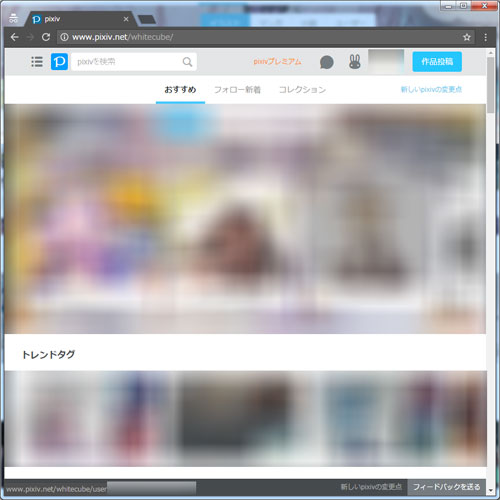 pixiv
www.pixiv.net/whitecube/
pixivを検索
pixivプレミアム
作品投稿
おすすめ
フォロー新着
コレクション
新しいpixivの変更点
トレンドタグ
www.pixiv.net/whitecube/user
新しいpixivの変更点
フィードバックを送る